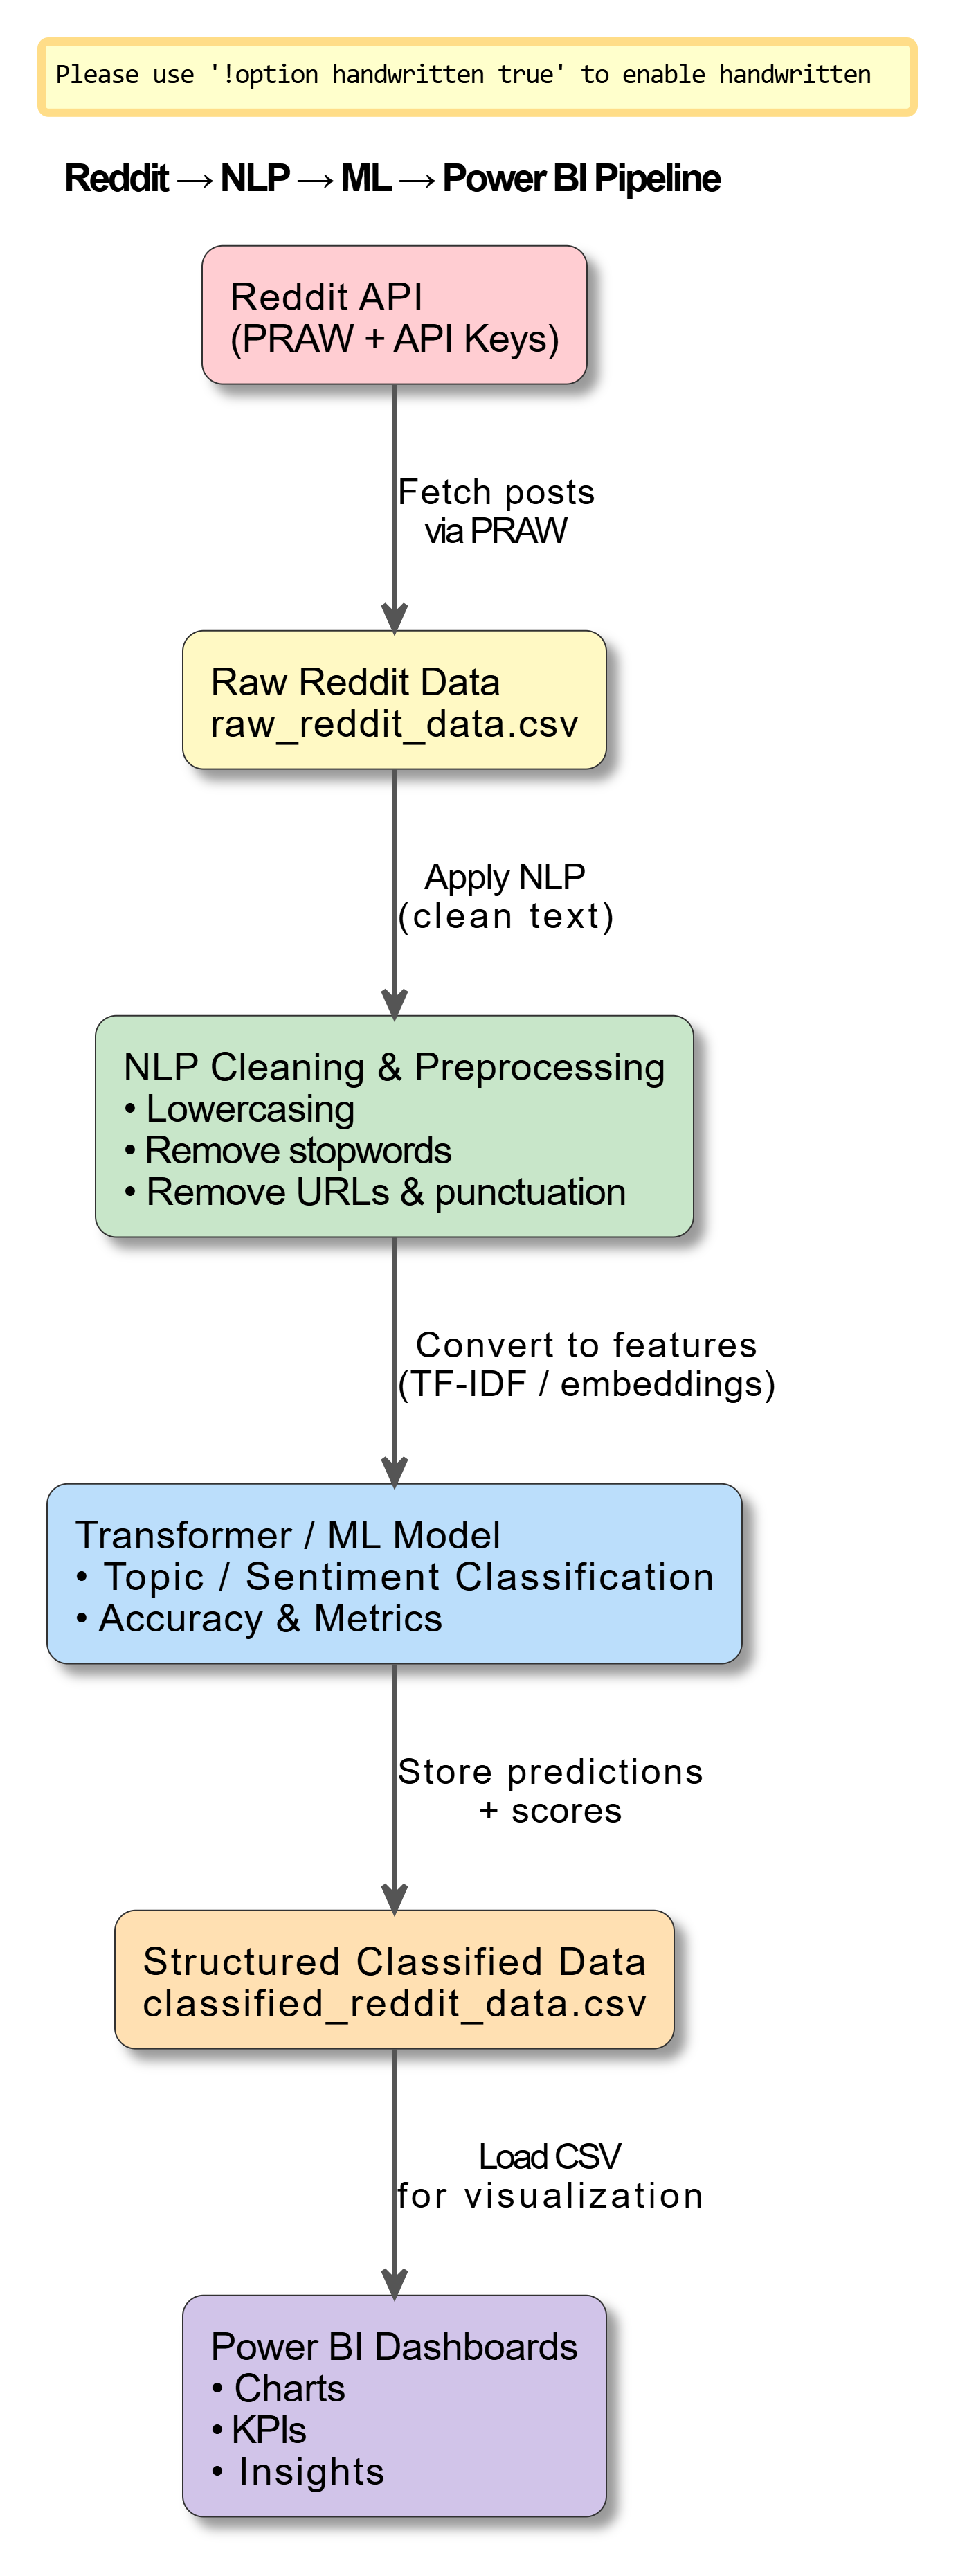 Please use '!option handwritten true' to enable handwritten
Reddit → NLP → ML → Power BI Pipeline
Reddit API
(PRAW + API Keys)
Fetch posts
via PRAW
Raw Reddit Data
raw_reddit_data.csv
Apply NLP
(clean text)
NLP Cleaning & Preprocessing
• Lowercasing
• Remove stopwords
• Remove URLs & punctuation
Convert to features
(TF-IDF / embeddings)
Transformer / ML Model
• Topic / Sentiment Classification
• Accuracy & Metrics
Store predictions
+ scores
Structured Classified Data
classified_reddit_data.csv
Load CSV
for visualization
Power BI Dashboards
• Charts
• KPIs
• Insights